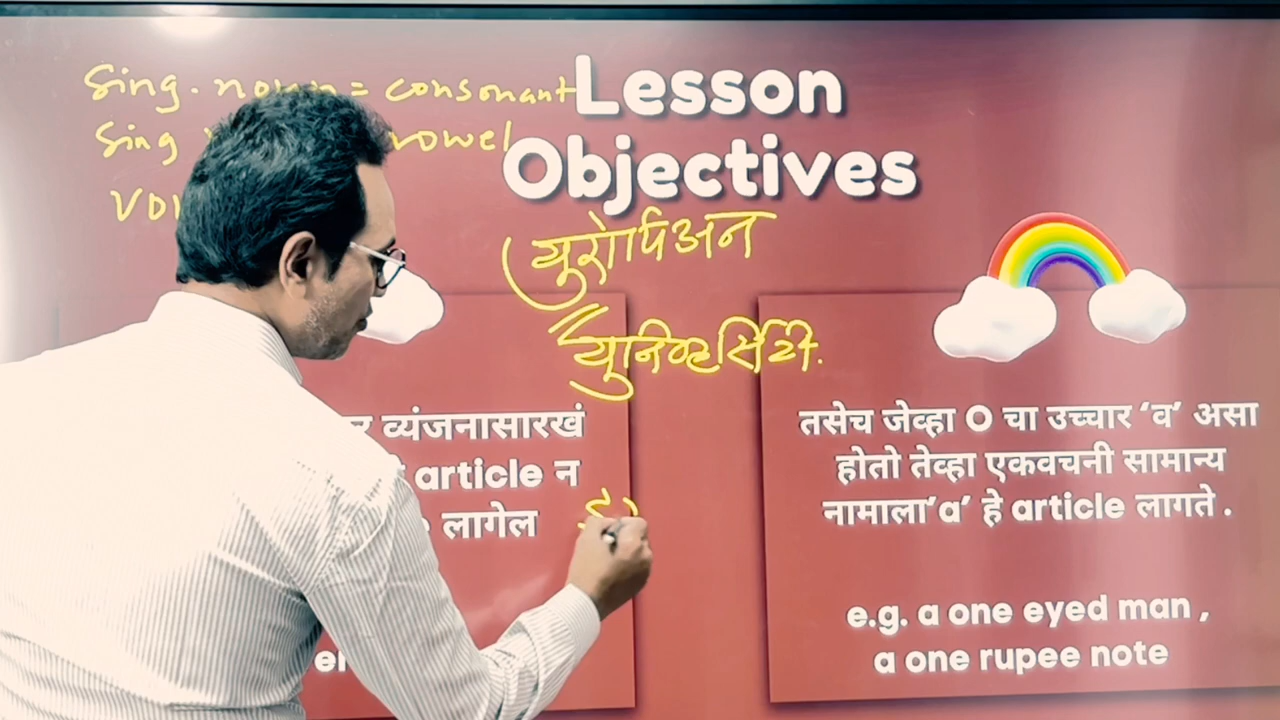 Sing. noun = consonant
Sing vowel
Lesson
Objectives
युरोपिअन
युनिव्हर्सिटी.
व्यंजनासारखं
article न
लागेल
तसेच जेव्हा O चा उच्चार ‘व’ असा
होतो तेव्हा एकवचनी सामान्य
नामाला’a’ हे article लागते .
e.g. a one eyed man ,
a one rupee note